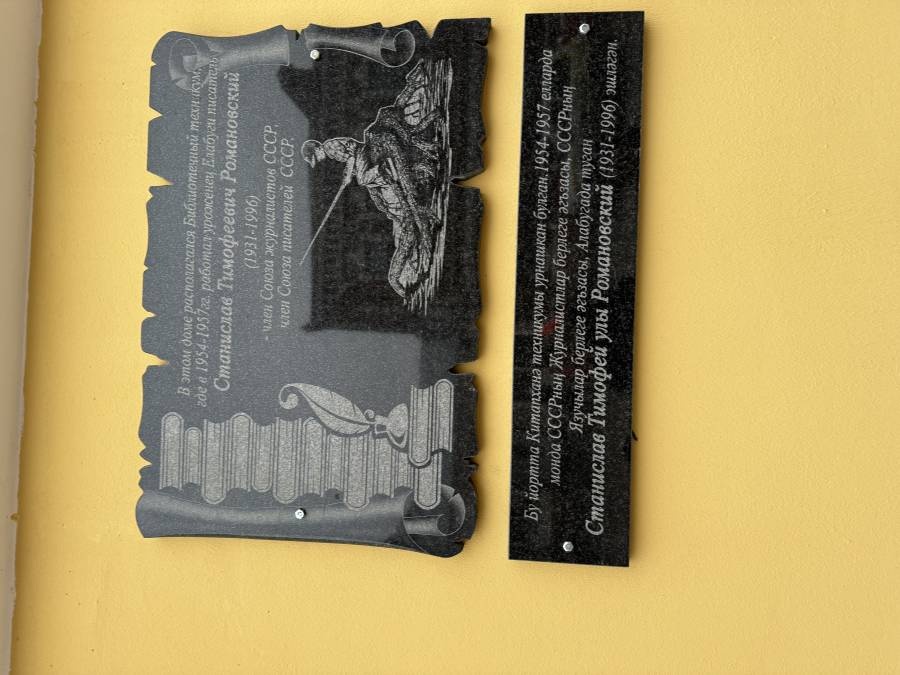 В этом доме располагался Библиотечный техникум,
где в 1954-1957гг. работал уроженец Елабуги писатель
Станислав Тимофеевич Романовский
(1931-1996)
- член Союза журналистов СССР,
член Союза писателей СССР.
Бу йортта Китапханә техникумы урнашкан булган.1954-1957 елларда
монда СССРның Журналистлар берлеге әгъзасы, СССРның
Язучылар берлеге әгъзасы, Алабугада туган
Станислав Тимофей улы Романовский (1931-1996) эшләгән.